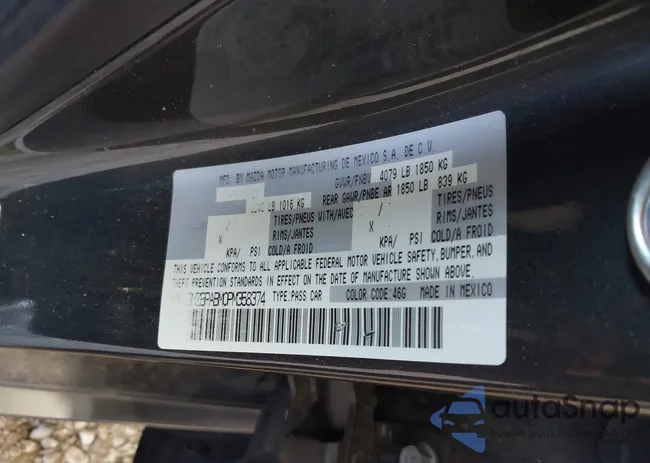 MFD. BY MAZDA MOTOR MANUFACTURING DE MEXICO S.A. DE C.V.
GVWR/PNBV 4079 LB 1850 KG
LB 1016 KG REAR GAWR/PNBE AR 1850 LB 839 KG
TIRES/PNEUS WITH/AVEC / TIRES/PNEUS
X RIMS/JANTES X RIMS/JANTES
KPA/ PSI COLD/A FROID KPA/ PSI COLD/A FROID
THIS VEHICLE CONFORMS TO ALL APPLICABLE FEDERAL MOTOR VEHICLE SAFETY, BUMPER, AND
THEFT PREVENTION STANDARDS IN EFFECT ON THE DATE OF MANUFACTURE SHOWN ABOVE.
3MZBPABM0PM358374 TYPE: PASS CAR COLOR CODE: 46G MADE IN MEXICO
autoSnap